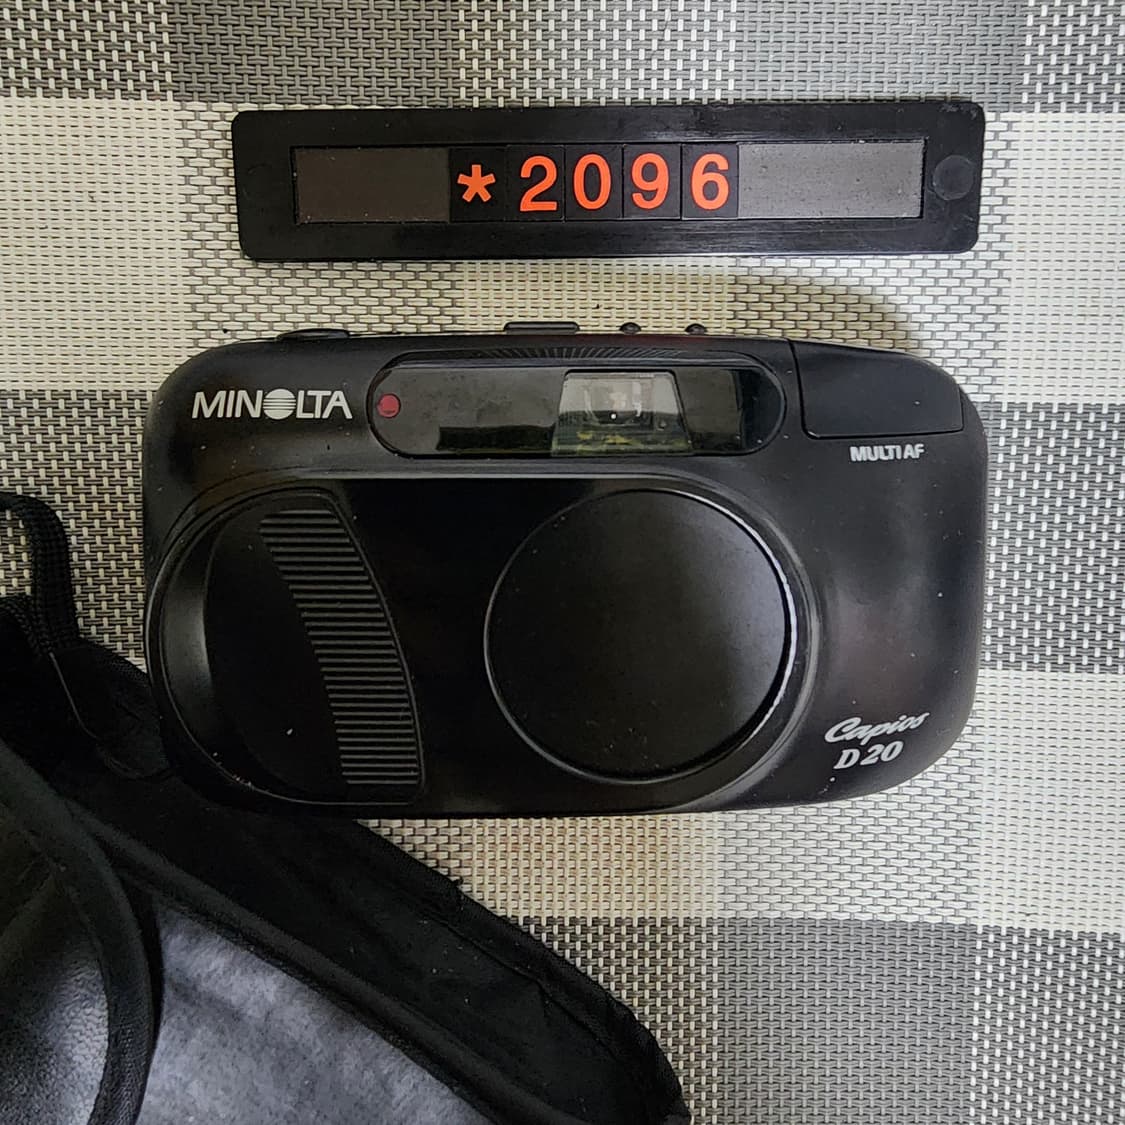 *2096
MINOLTA
MULTI AF
Capios
D20